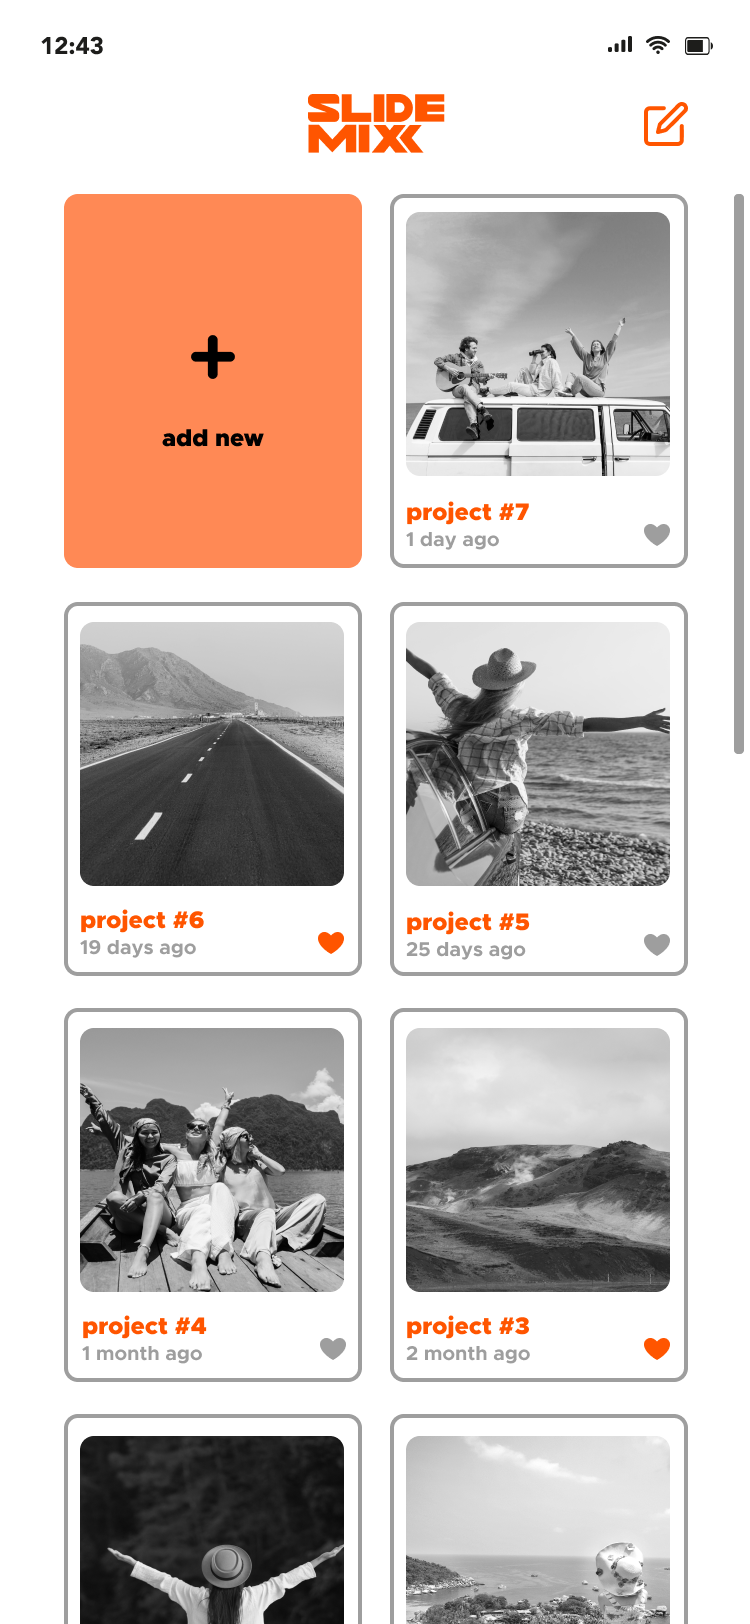 12:43
SLIDE
MIXX
add new
project #7
1 day ago
project #6
19 days ago
project #5
25 days ago
project #4
1 month ago
project #3
2 month ago